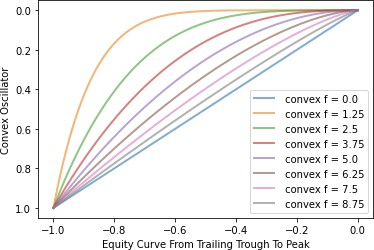 0.0
0.2
0.4
0.6
0.8
1.0
Convex Oscillator
convex f = 0.0
convex f = 1.25
convex f = 2.5
convex f = 3.75
convex f = 5.0
convex f = 6.25
convex f = 7.5
convex f = 8.75
−1.0 −0.8 −0.6 −0.4 −0.2 0.0
Equity Curve From Trailing Trough To Peak